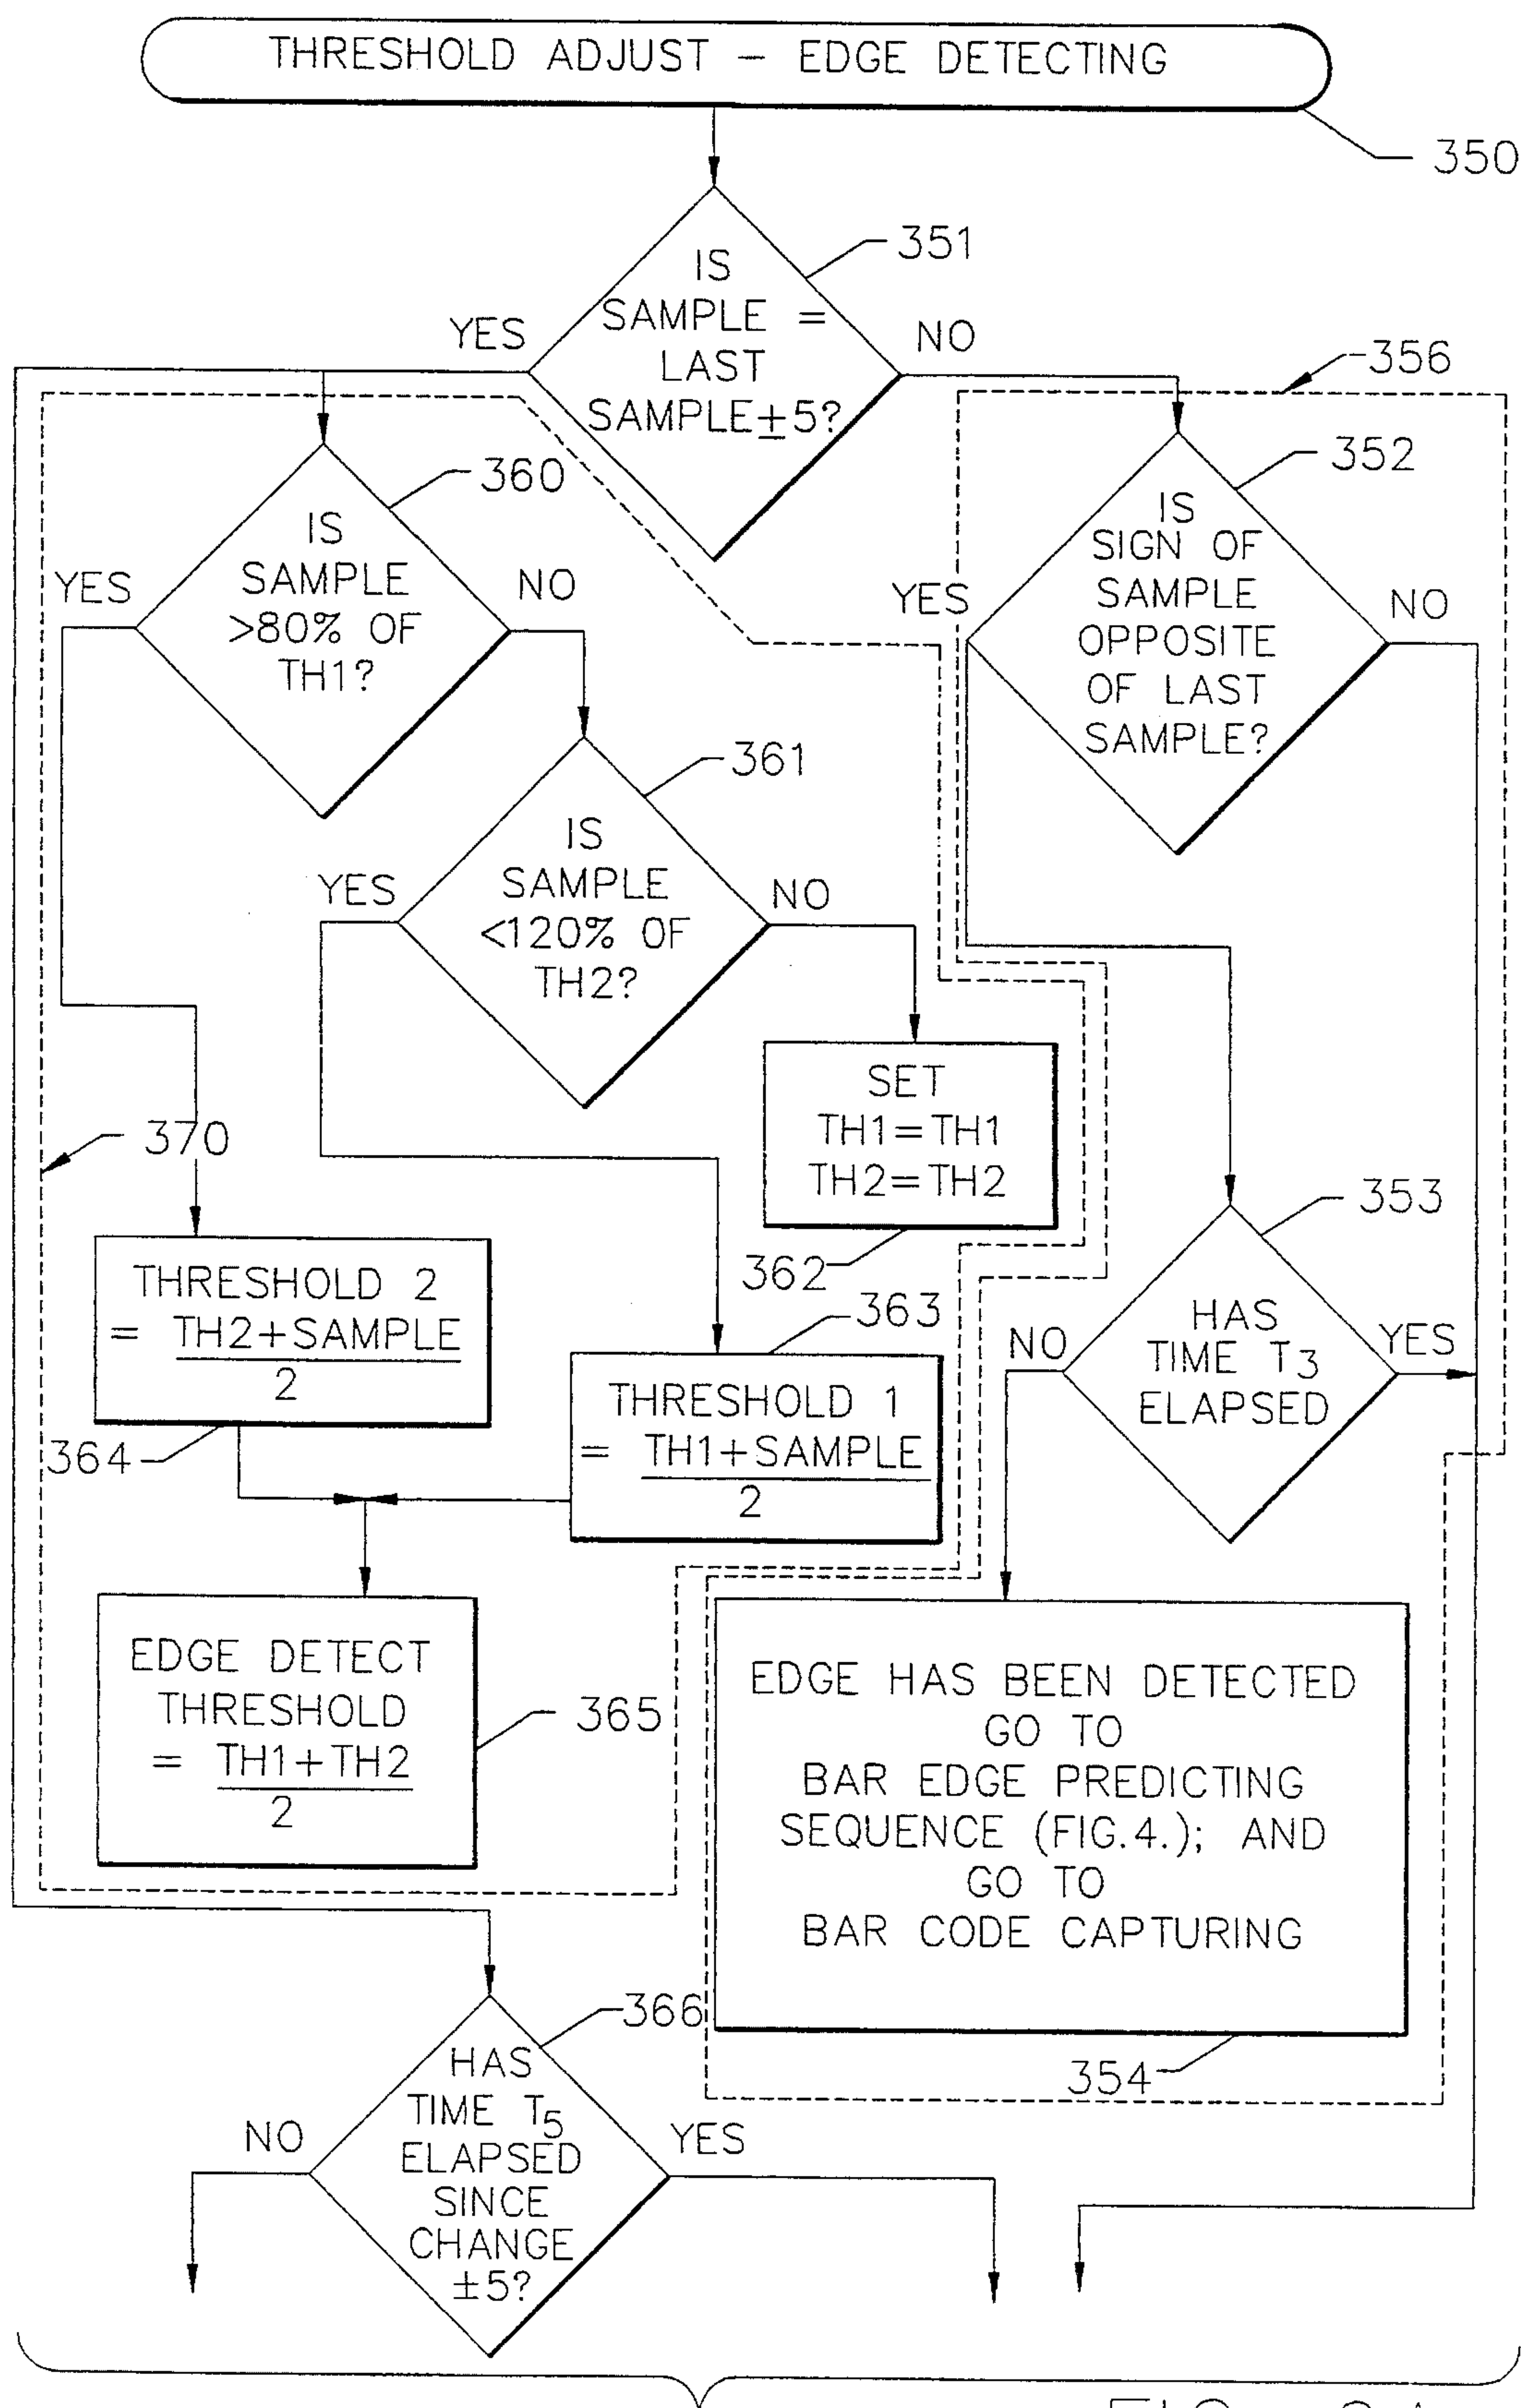 THRESHOLD ADJUST – EDGE DETECTING
350
351
IS
SAMPLE =
LAST
SAMPLE±5?
YES
NO
356
360
IS
SAMPLE
>80% OF
TH1?
YES
NO
352
IS
SIGN OF
SAMPLE
OPPOSITE
OF LAST
SAMPLE?
YES
NO
361
IS
SAMPLE
<120% OF
TH2?
YES
NO
SET
TH1=TH1
TH2=TH2
362
370
353
HAS
TIME T3
ELAPSED
NO
YES
THRESHOLD 2
= TH2+SAMPLE
2
364
363
THRESHOLD 1
= TH1+SAMPLE
2
EDGE DETECT
THRESHOLD
= TH1+TH2
2
365
EDGE HAS BEEN DETECTED
GO TO
BAR EDGE PREDICTING
SEQUENCE (FIG.4.); AND
GO TO
BAR CODE CAPTURING
354
366
HAS
TIME T5
ELAPSED
SINCE
CHANGE
±5?
NO
YES